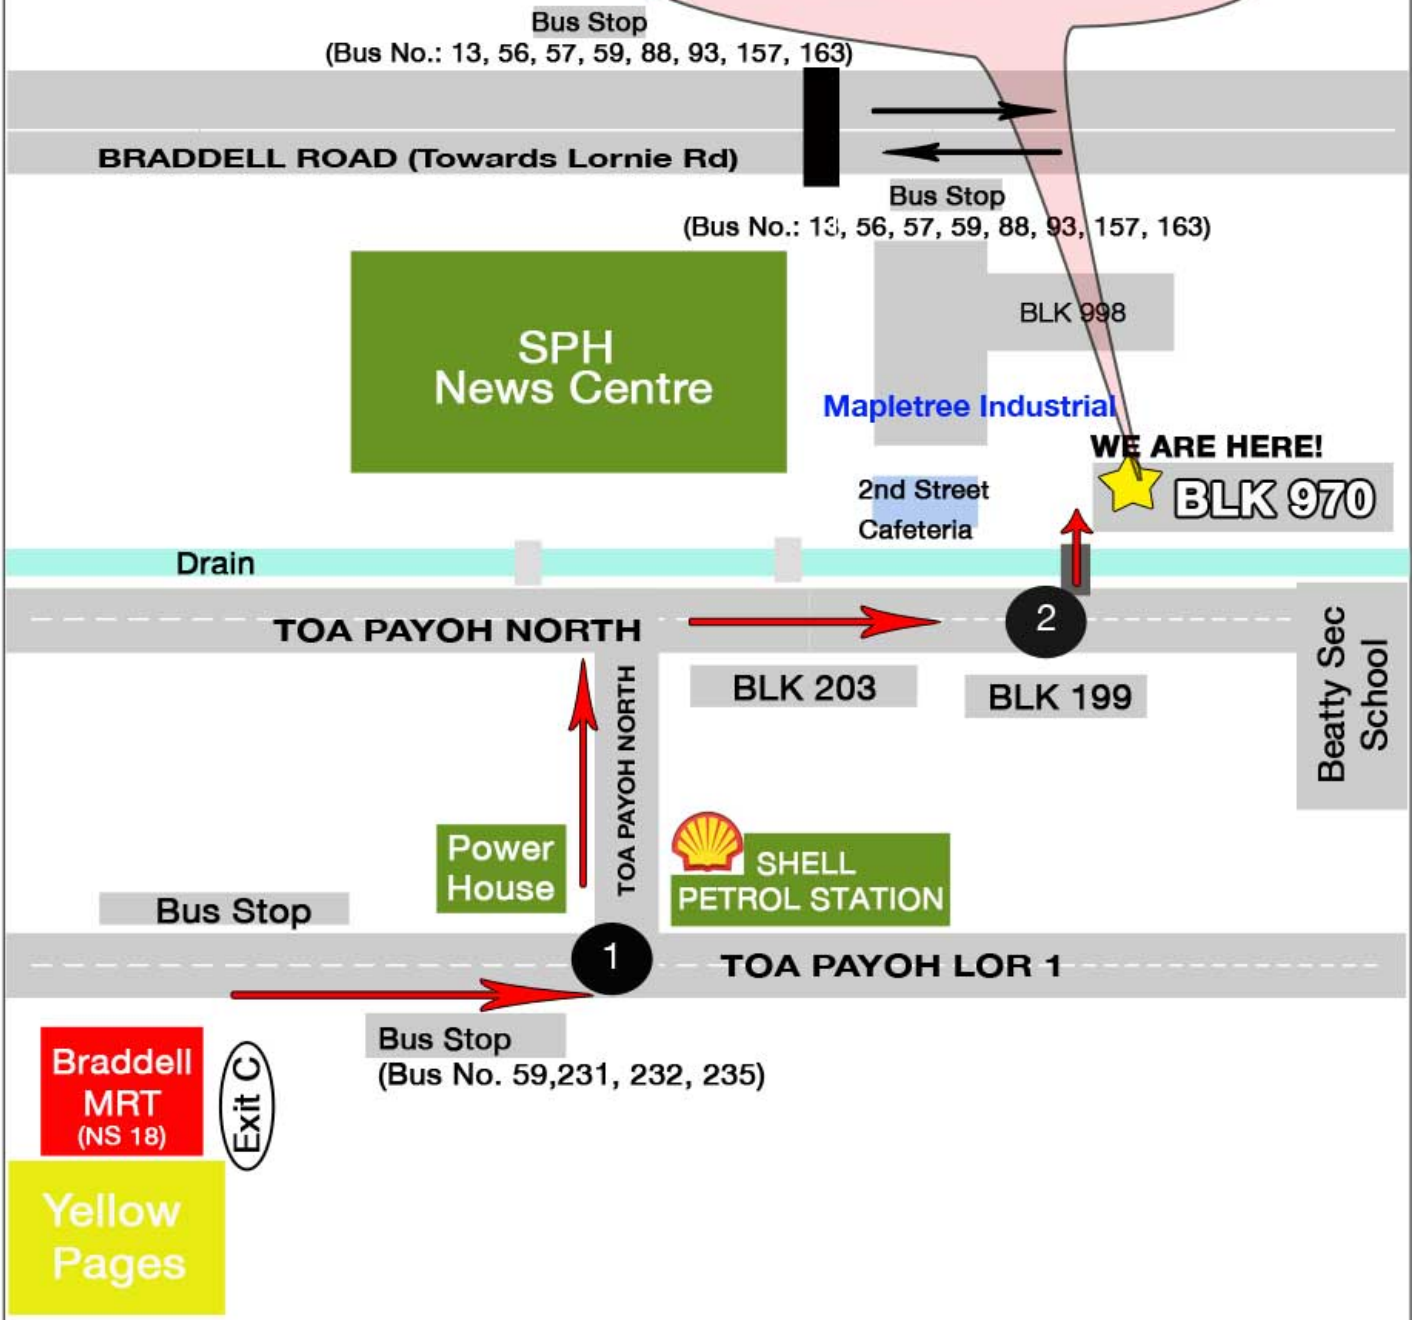 Bus Stop
(Bus No.: 13, 56, 57, 59, 88, 93, 157, 163)
BRADDELL ROAD (Towards Lornie Rd)
Bus Stop
(Bus No.: 13, 56, 57, 59, 88, 93, 157, 163)
SPH
News Centre
BLK 998
Mapletree Industrial
WE ARE HERE!
BLK 970
2nd Street
Cafeteria
Drain
TOA PAYOH NORTH
2
BLK 203
BLK 199
Beatty Sec
School
TOA PAYOH NORTH
Power
House
SHELL
PETROL STATION
Bus Stop
1
TOA PAYOH LOR 1
Bus Stop
(Bus No. 59,231, 232, 235)
Braddell
MRT
(NS 18)
Exit C
Yellow
Pages